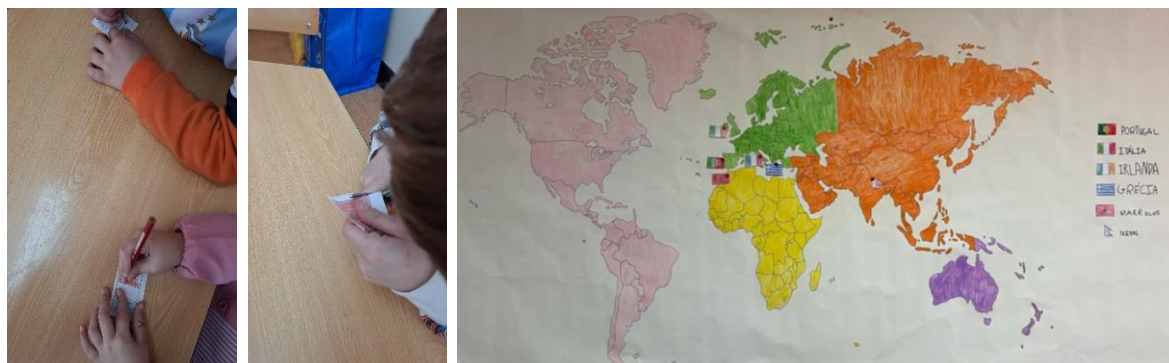 PORTUGAL
ITÁLIA
IRLANDA
GRÉCIA
MARROCOS
NEPAL